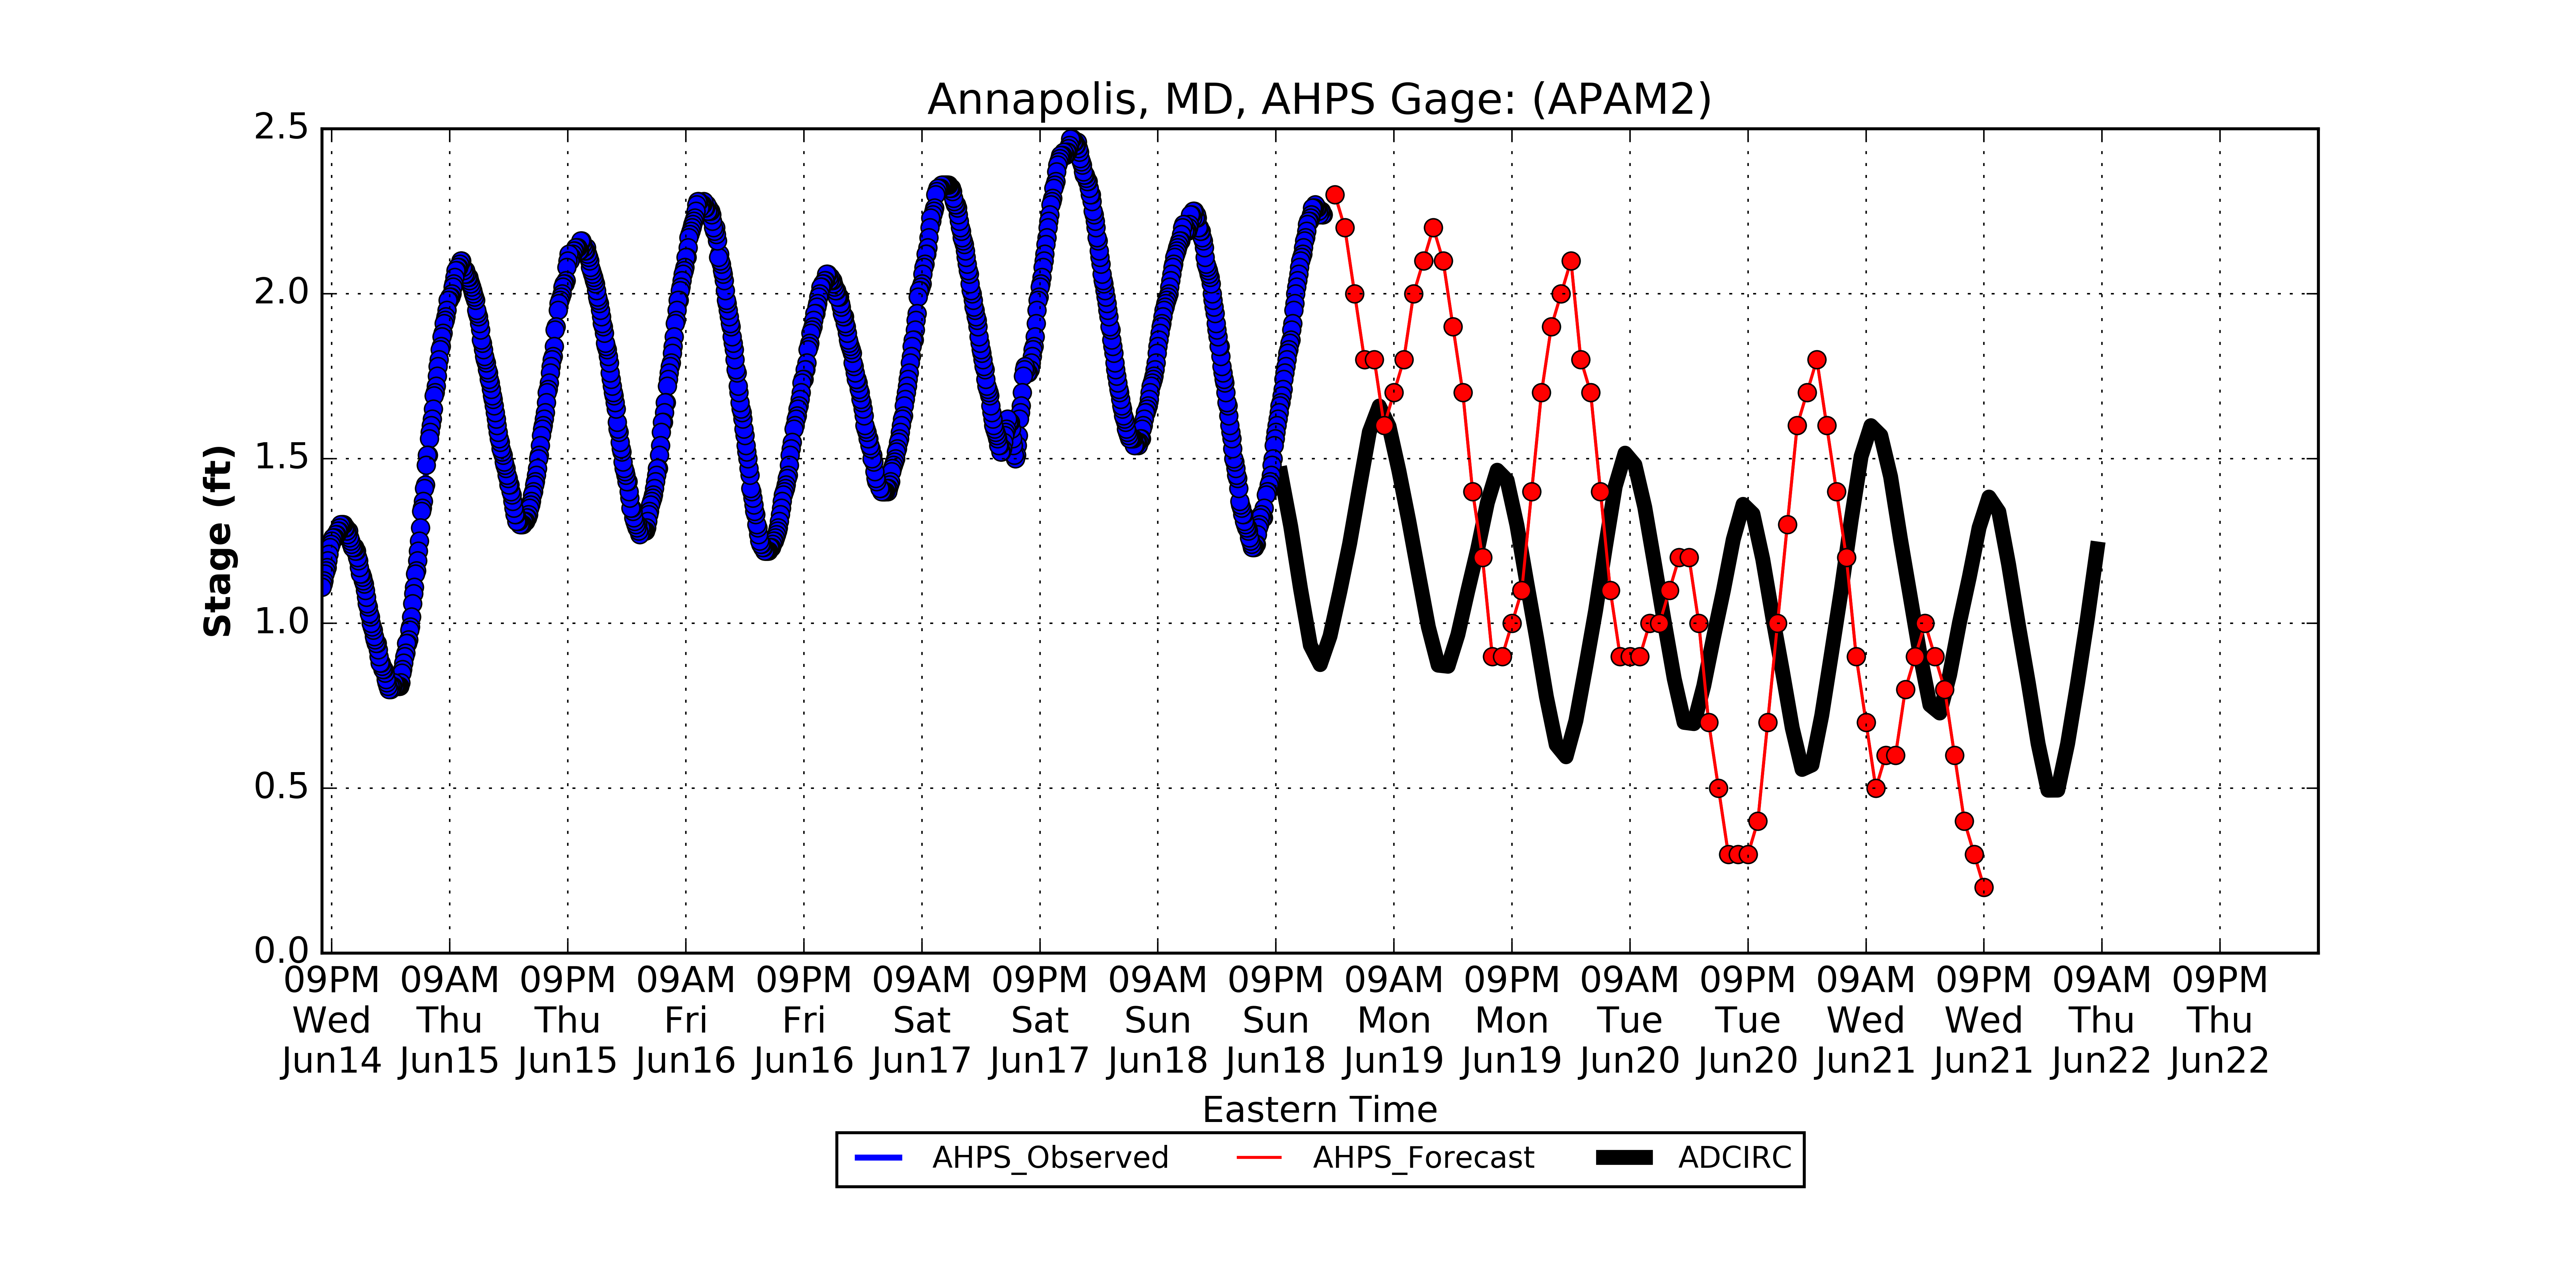 Annapolis, MD, AHPS Gage: (APAM2)
2.5
2.0
1.5
1.0
0.5
0.0
Stage (ft)
09PM 09AM 09PM 09AM 09PM 09AM 09PM 09AM 09PM 09AM 09PM 09AM 09PM 09AM 09PM 09AM 09PM
Wed Thu Thu Fri Fri Sat Sat Sun Sun Mon Mon Tue Tue Wed Wed Thu Thu
Jun14 Jun15 Jun15 Jun16 Jun16 Jun17 Jun17 Jun18 Jun18 Jun19 Jun19 Jun20 Jun20 Jun21 Jun21 Jun22 Jun22
Eastern Time
AHPS_Observed AHPS_Forecast ADCIRC